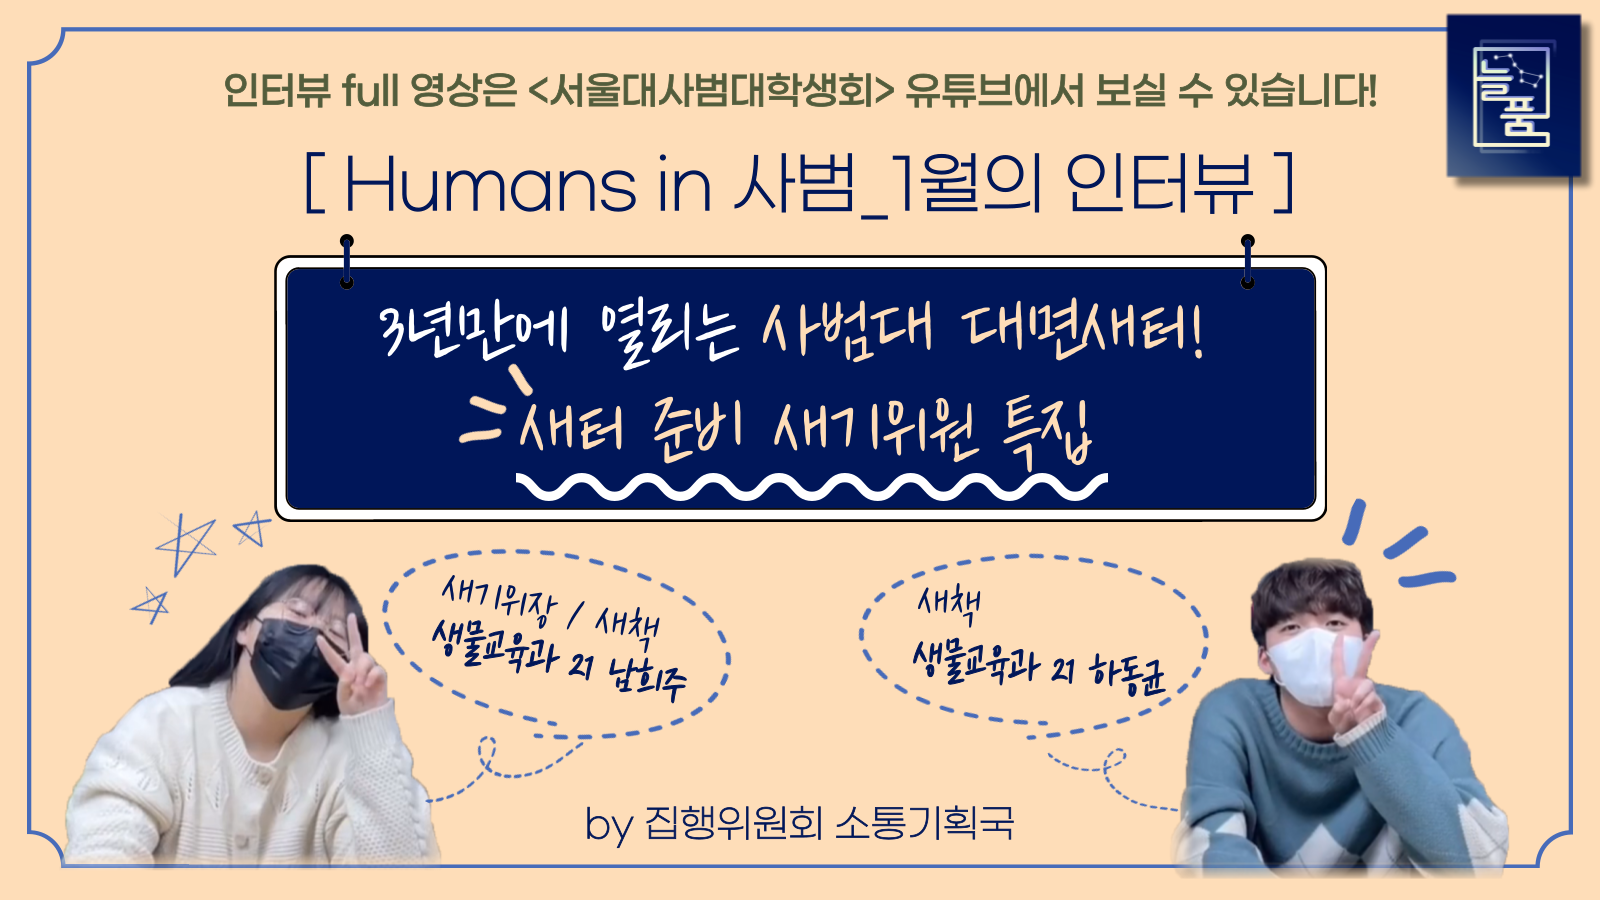 인터뷰 full 영상은 <서울대사범대학생회> 유튜브에서 보실 수 있습니다!
늘
품
[ Humans in 사범_1월의 인터뷰 ]
3년만에 열리는 사범대 대면새터!
새터 준비 새기위원 특집
새기위장 / 새책
생물교육과 21 남희주
새책
생물교육과 21 하동균
by 집행위원회 소통기획국